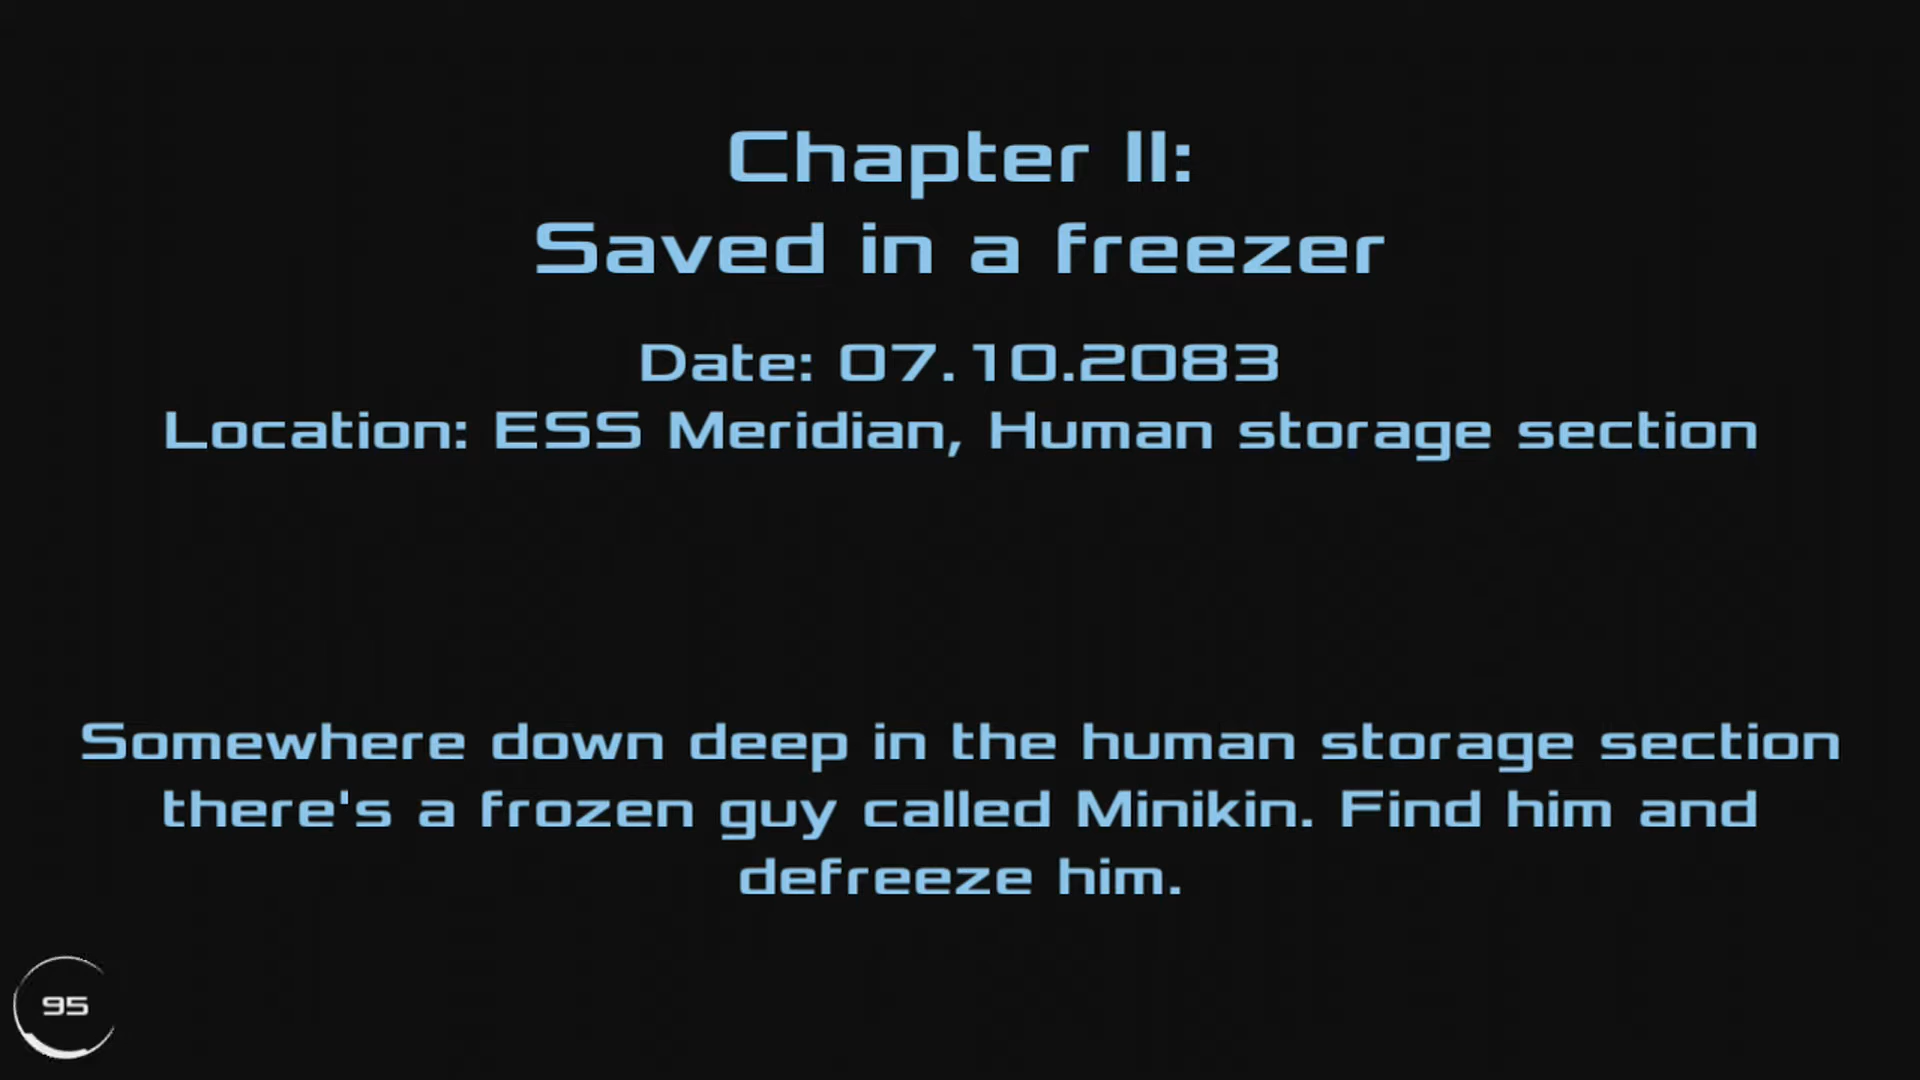 Chapter II:
Saved in a freezer
Date: 07.10.2083
Location: ESS Meridian, Human storage section
Somewhere down deep in the human storage section
there's a frozen guy called Minikin. Find him and
defreeze him.
95